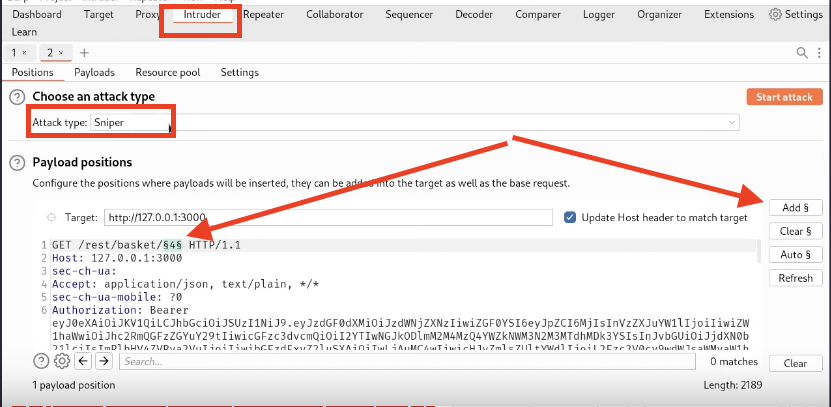 Dashboard Target Proxy Intruder Repeater Collaborator Sequencer Decoder Comparer Logger Organizer Extensions Settings
Learn
1 × 2 × +
Positions Payloads Resource pool Settings
? Choose an attack type Start attack
Attack type: Sniper
? Payload positions
Configure the positions where payloads will be inserted, they can be added into the target as well as the base request.
Target: http://127.0.0.1:3000 Update Host header to match target Add §
1 GET /rest/basket/§4§ HTTP/1.1 Clear §
2 Host: 127.0.0.1:3000
3 sec-ch-ua: Auto §
4 Accept: application/json, text/plain, */*
5 sec-ch-ua-mobile: ?0 Refresh
6 Authorization: Bearer
? Search... 0 matches Clear
1 payload position Length: 2189